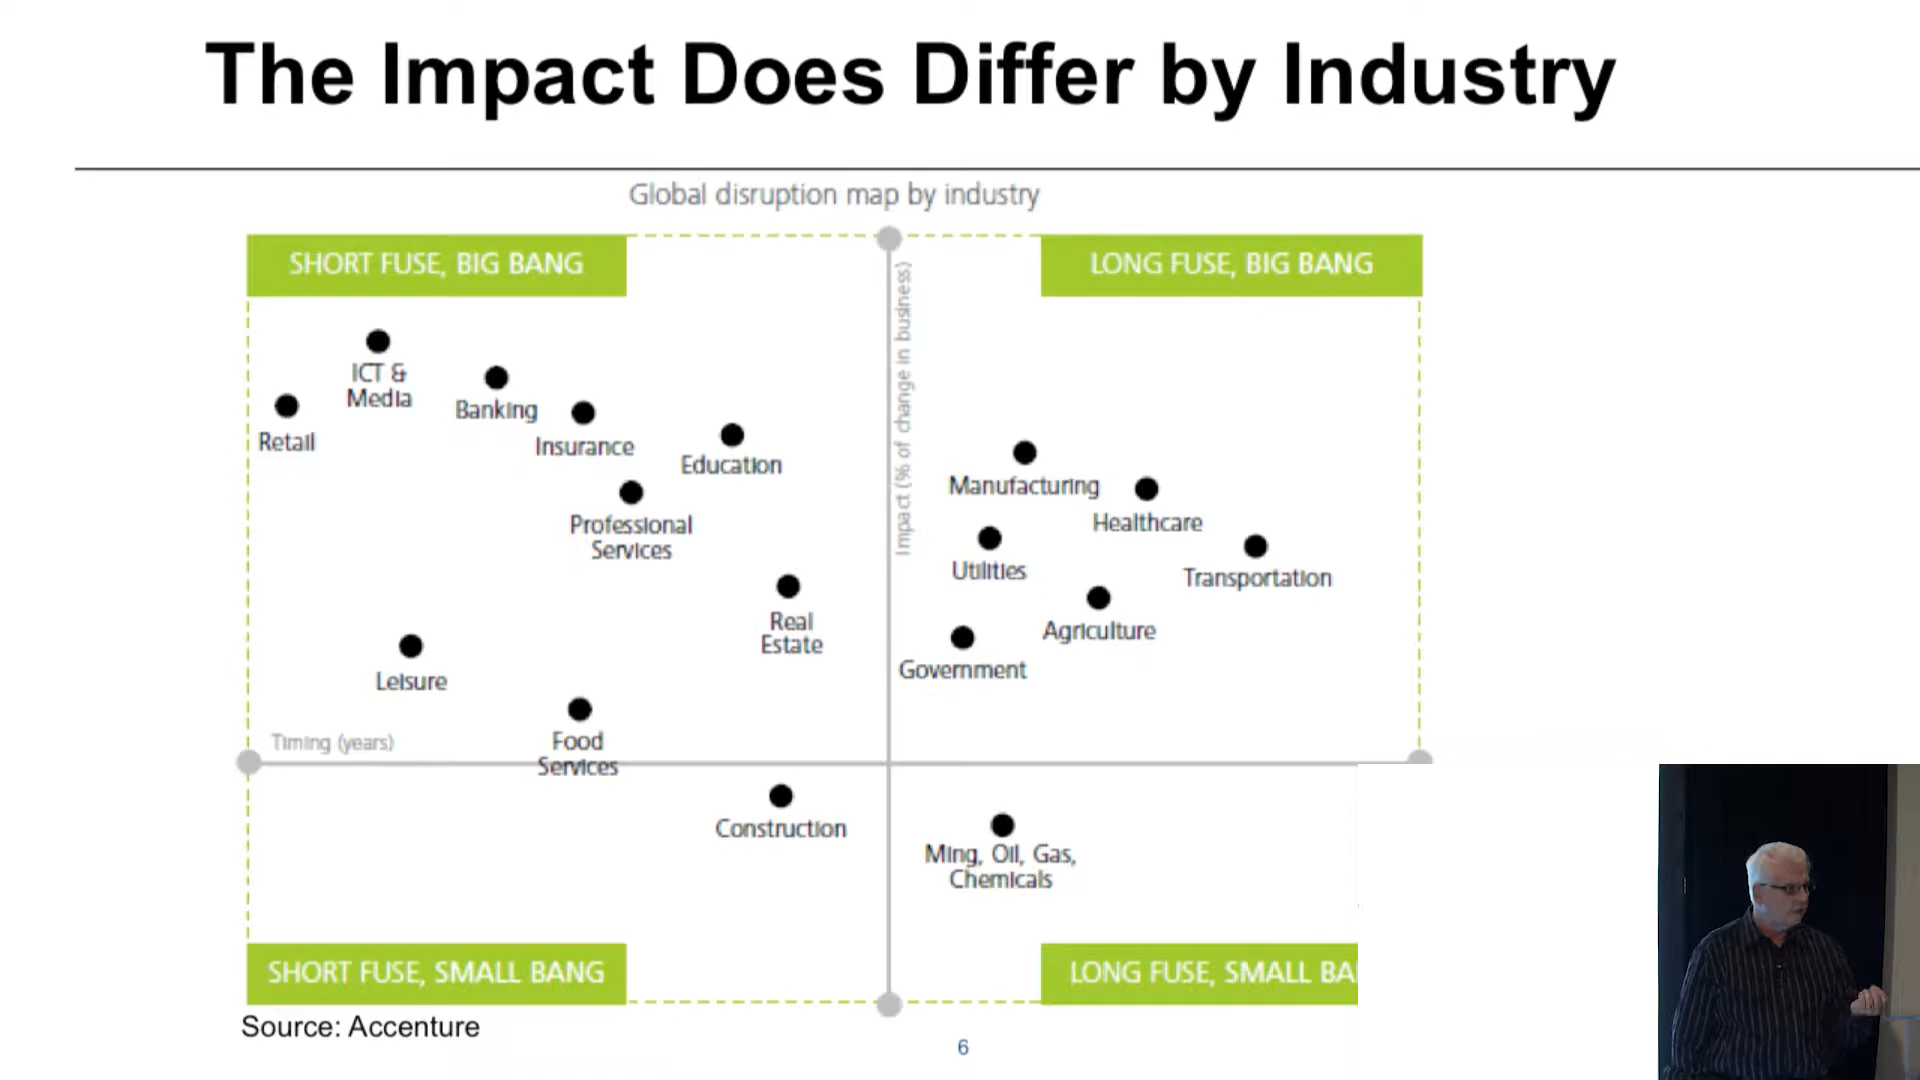 The Impact Does Differ by Industry
Global disruption map by industry
SHORT FUSE, BIG BANG
LONG FUSE, BIG BANG
Impact (% of change in business)
ICT &
Media
Retail
Banking
Insurance
Education
Professional
Services
Manufacturing
Healthcare
Utilities
Transportation
Real
Estate
Agriculture
Government
Leisure
Timing (years)
Food
Services
Construction
Ming, Oil, Gas,
Chemicals
SHORT FUSE, SMALL BANG
LONG FUSE, SMALL BA
Source: Accenture
6